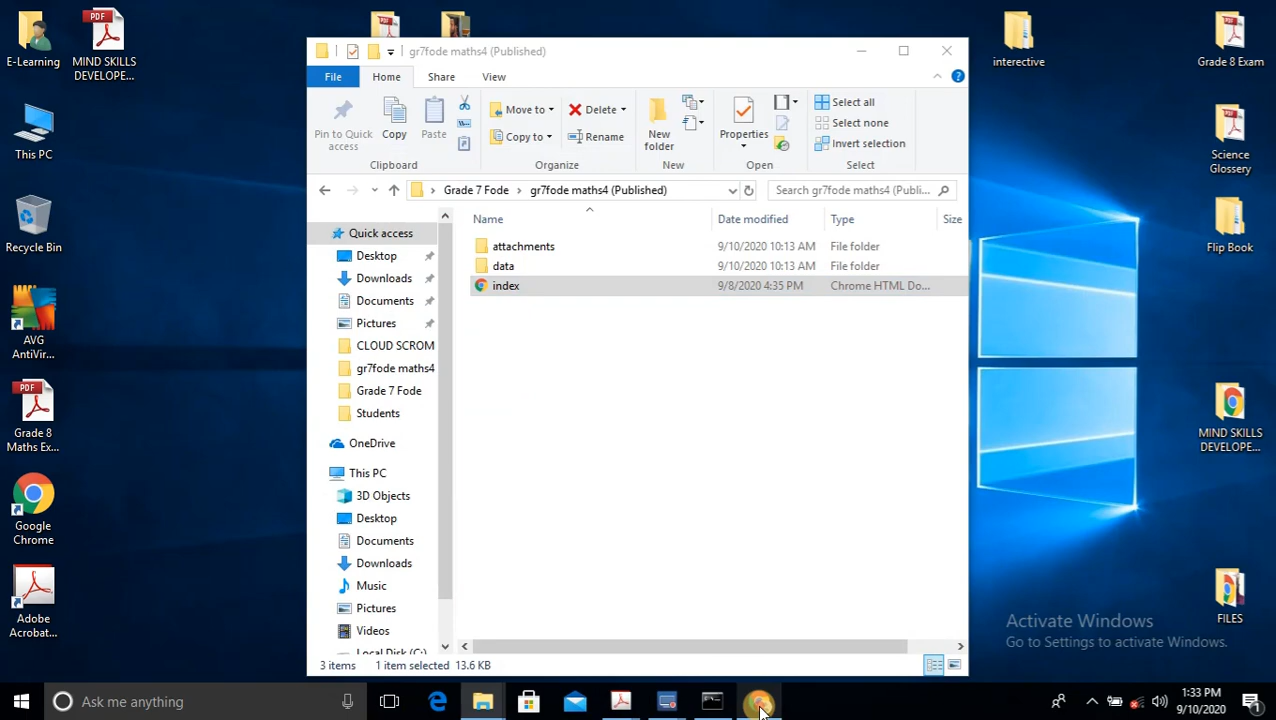 E-Learning
PDF
MIND SKILLS
DEVELOPE...
PDF
interective
PDF
Grade 8 Exam
gr7fode maths4 (Published)
File
Home
Share
View
Pin to Quick
access
Copy
Paste
Clipboard
Move to
Delete
Copy to
Rename
Organize
New
folder
New
Properties
Open
Select all
Select none
Invert selection
Select
This PC
PDF
Science
Glossary
Grade 7 Fode
gr7fode maths4 (Published)
Search gr7fode maths4 (Publi...
Name
Date modified
Type
Size
attachments
9/10/2020 10:13 AM
File folder
data
9/10/2020 10:13 AM
File folder
index
9/8/2020 4:35 PM
Chrome HTML Do...
Quick access
Desktop
Downloads
Documents
Pictures
CLOUD SCROM
gr7fode maths4
Grade 7 Fode
Students
OneDrive
This PC
3D Objects
Desktop
Documents
Downloads
Music
Pictures
Videos
Local Disk (C:)
3 items
1 item selected 13.6 KB
Recycle Bin
Flip Book
AVG
AntiVir...
PDF
Grade 8
Maths Ex...
MIND SKILLS
DEVELOPE...
Google
Chrome
Adobe
Acrobat...
FILES
Activate Windows
Go to Settings to activate Windows.
Ask me anything
1:33 PM
9/10/2020
1